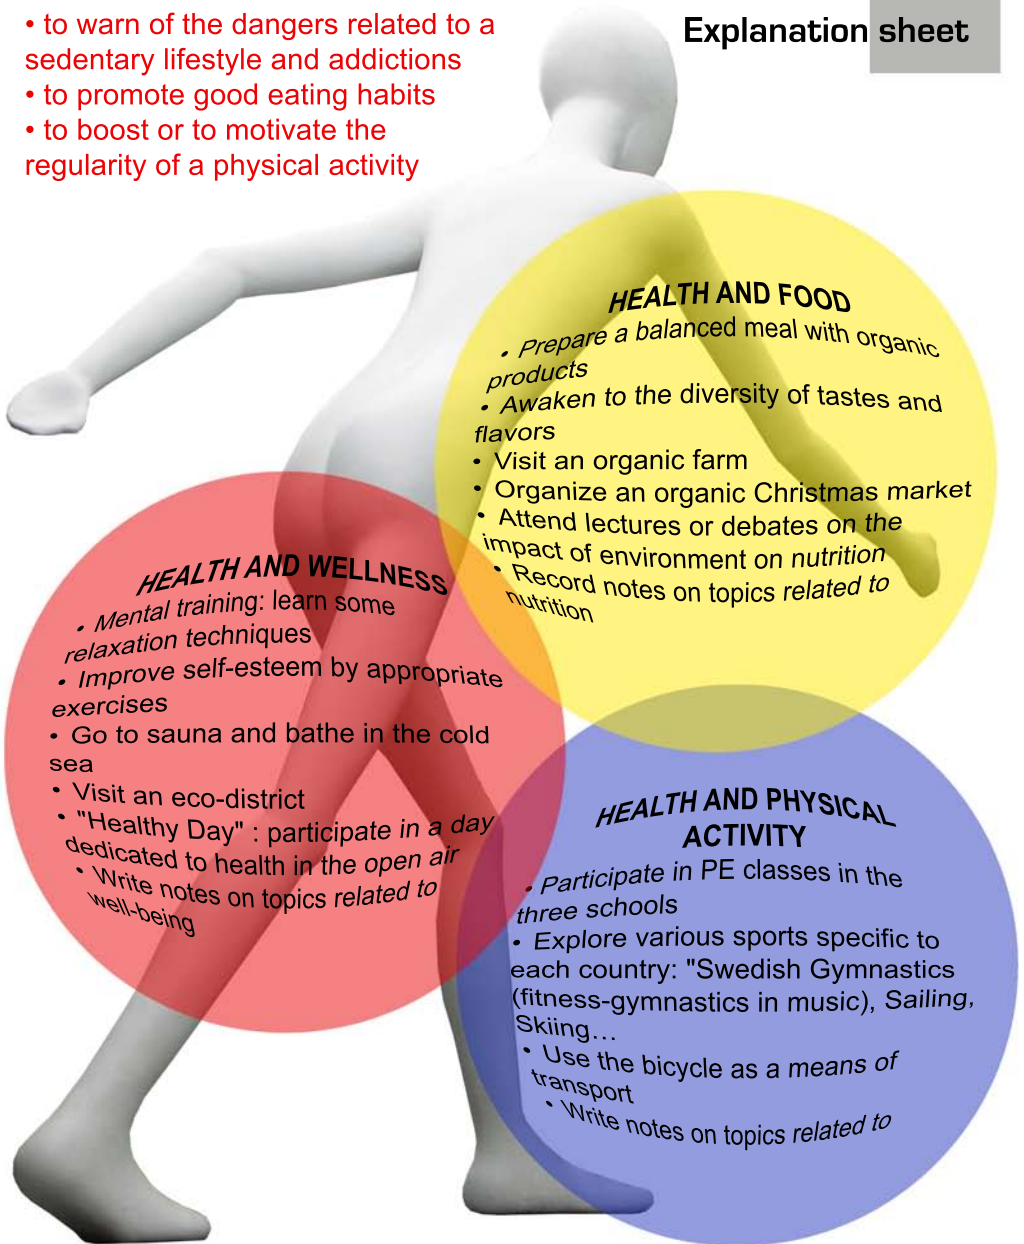 • to warn of the dangers related to a
sedentary lifestyle and addictions
• to promote good eating habits
• to boost or to motivate the
regularity of a physical activity
Explanation sheet
HEALTH AND FOOD
• Prepare a balanced meal with organic
products
• Awaken to the diversity of tastes and
flavors
• Visit an organic farm
• Organize an organic Christmas market
• Attend lectures or debates on the
impact of environment on nutrition
• Record notes on topics related to
nutrition
HEALTH AND WELLNESS
• Mental training: learn some
relaxation techniques
• Improve self-esteem by appropriate
exercises
• Go to sauna and bathe in the cold
sea
• Visit an eco-district
• "Healthy Day" : participate in a day
dedicated to health in the open air
• Write notes on topics related to
well-being
HEALTH AND PHYSICAL
ACTIVITY
• Participate in PE classes in the
three schools
• Explore various sports specific to
each country: "Swedish Gymnastics
(fitness-gymnastics in music), Sailing,
Skiing...
• Use the bicycle as a means of
transport
• Write notes on topics related to